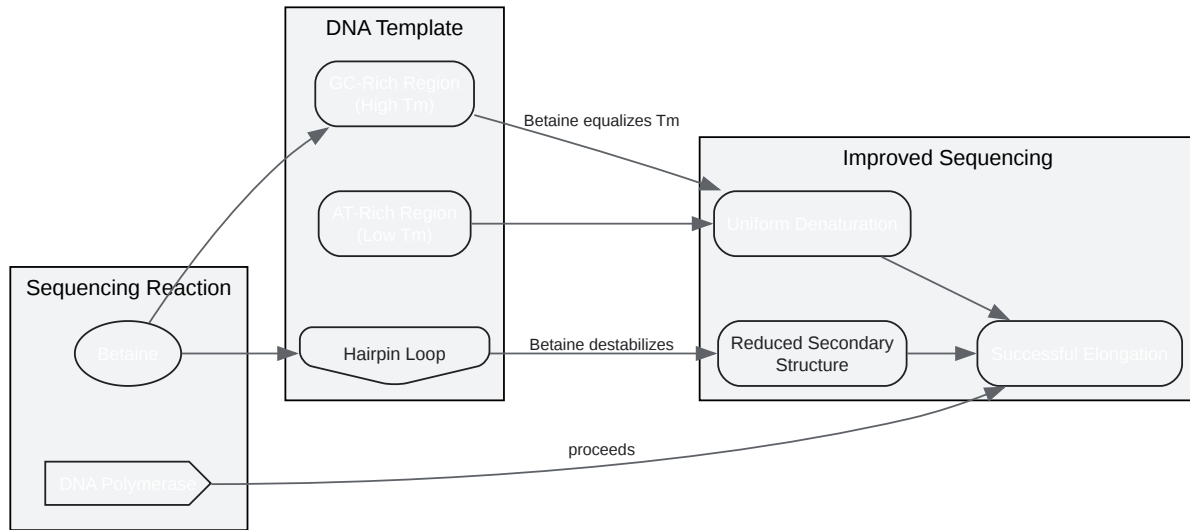 DNA Template
GC-Rich Region
(High Tm)
Betaine equalizes Tm
Improved Sequencing
AT-Rich Region
(Low Tm)
Uniform Denaturation
Sequencing Reaction
Betaine
Hairpin Loop
Betaine destabilizes
Reduced Secondary
Structure
Successful Elongation
proceeds
DNA Polymerase